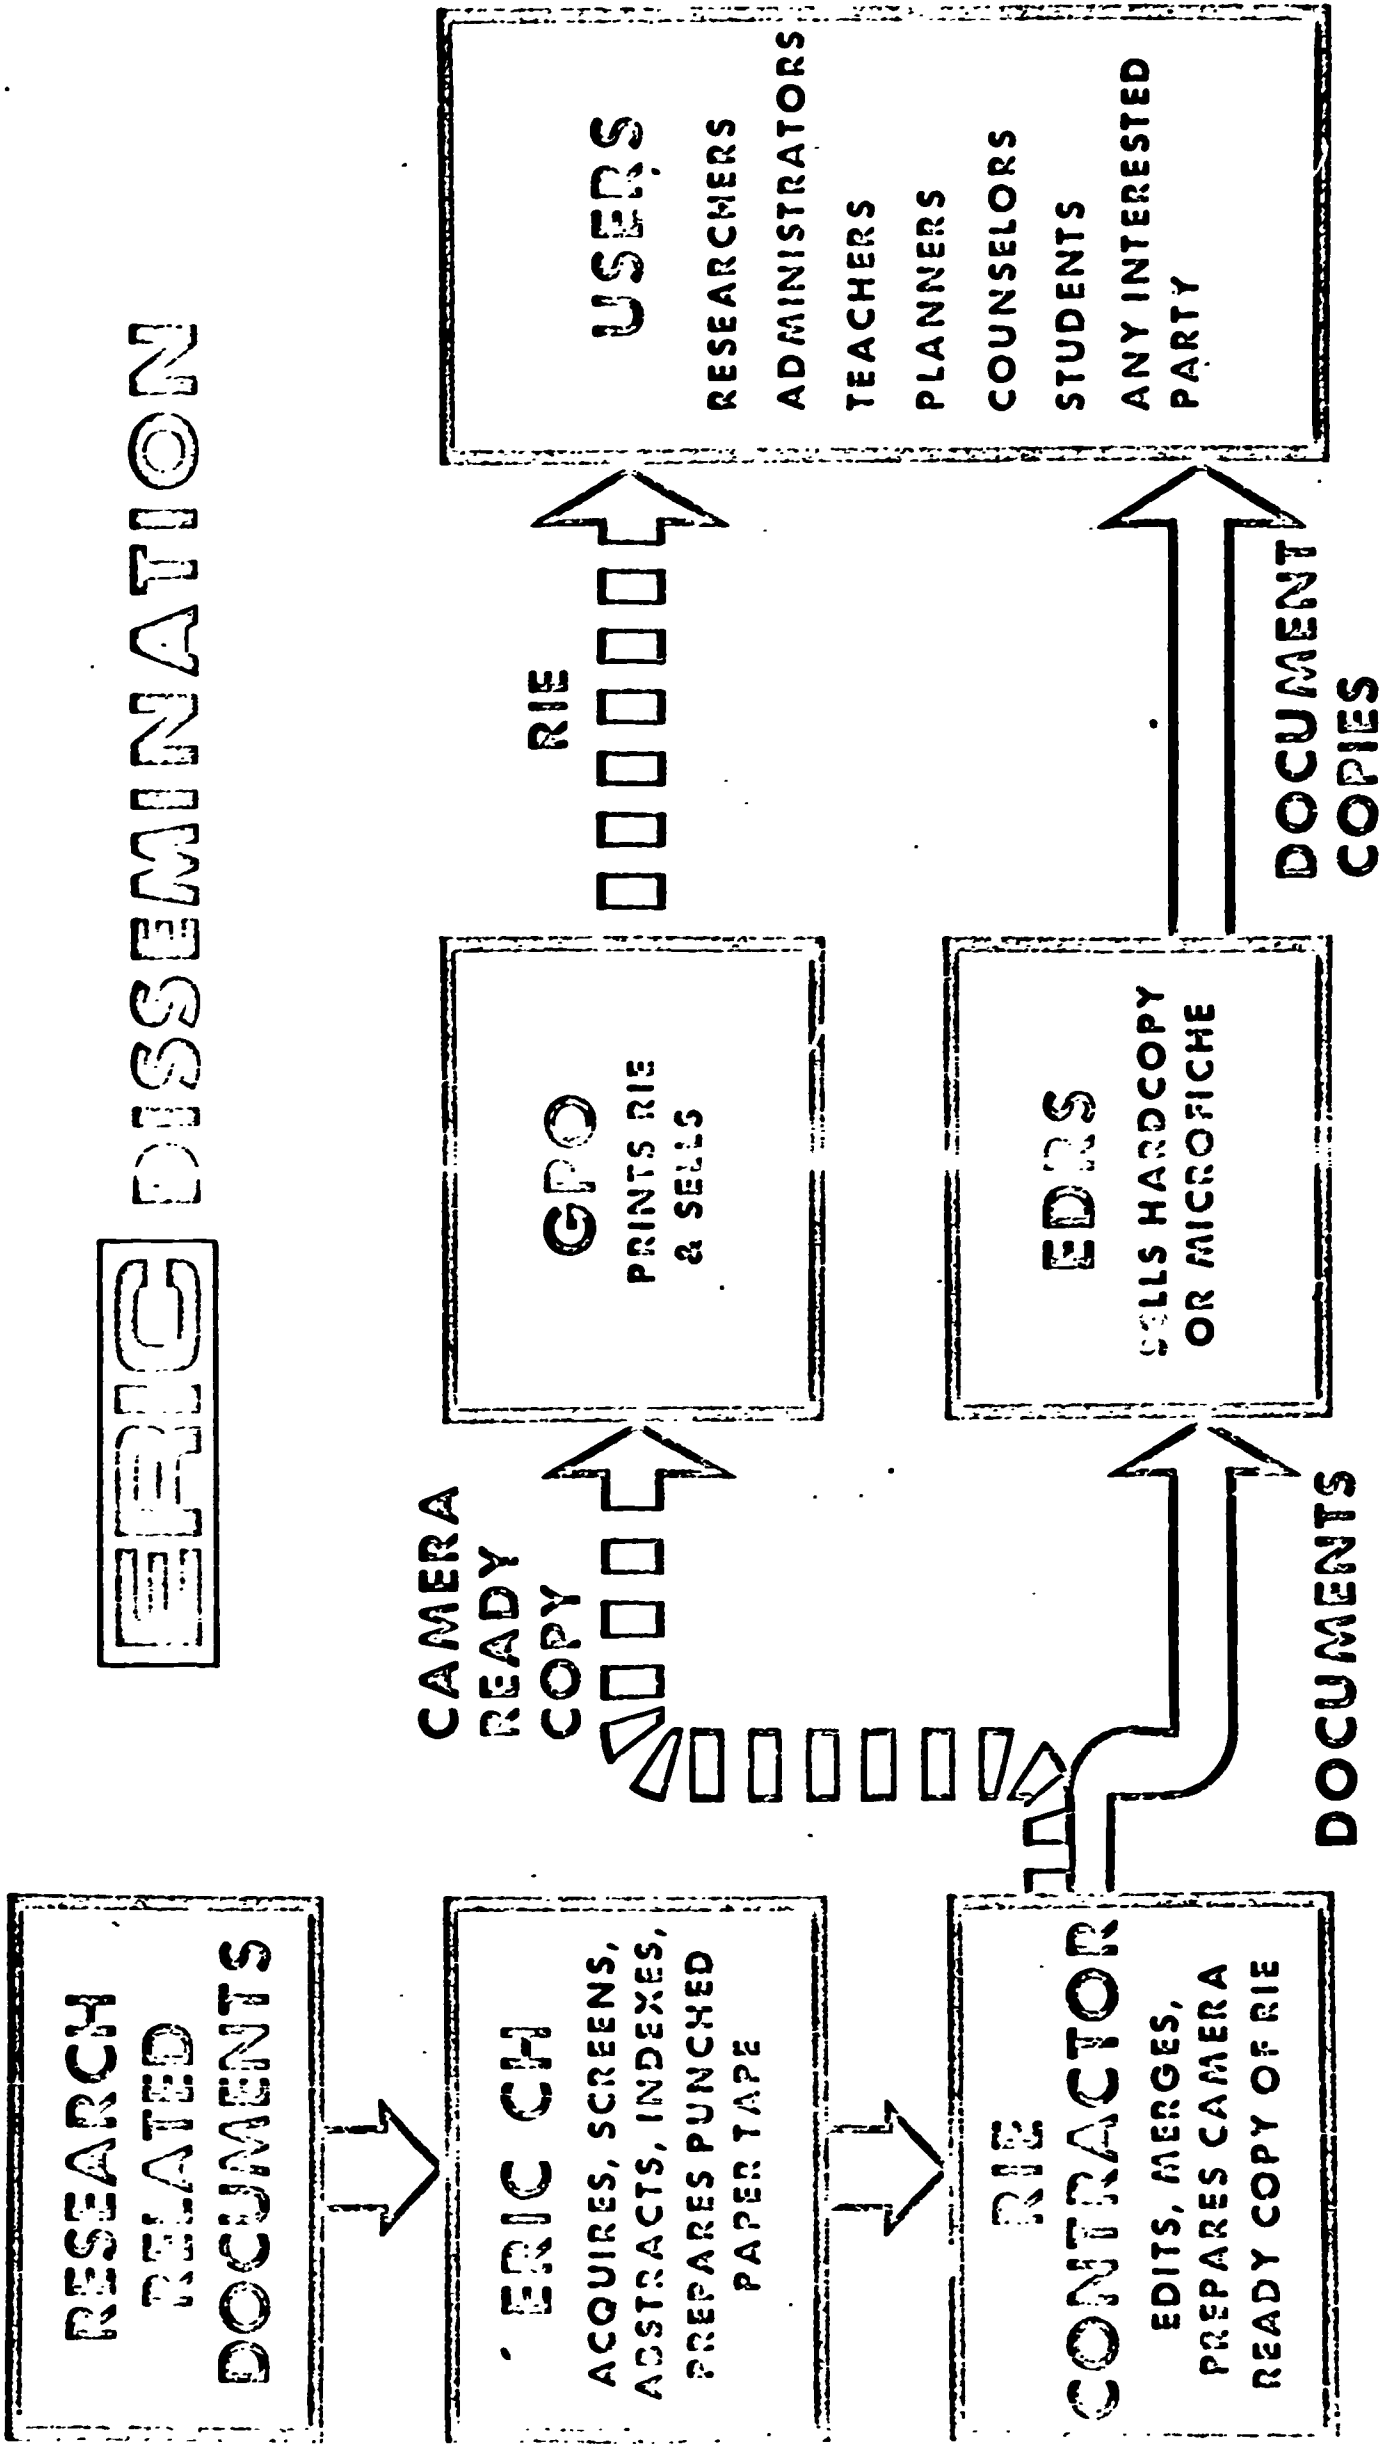 ERIC DISSEMINATION
RESEARCH
RELATED
DOCUMENTS
ERIC CH
ACQUIRES, SCREENS,
ABSTRACTS, INDEXES,
PREPARES PUNCHED
PAPER TAPE
RIE
CONTRACTOR
EDITS, MERGES,
PREPARES CAMERA
READY COPY OF RIE
CAMERA
READY
COPY
DOCUMENTS
GPO
PRINTS RIE
& SELLS
EDRS
SELLS HARDCOPY
OR MICROFICHE
RIE
DOCUMENT
COPIES
USERS
RESEARCHERS
ADMINISTRATORS
TEACHERS
PLANNERS
COUNSELORS
STUDENTS
ANY INTERESTED
PARTY